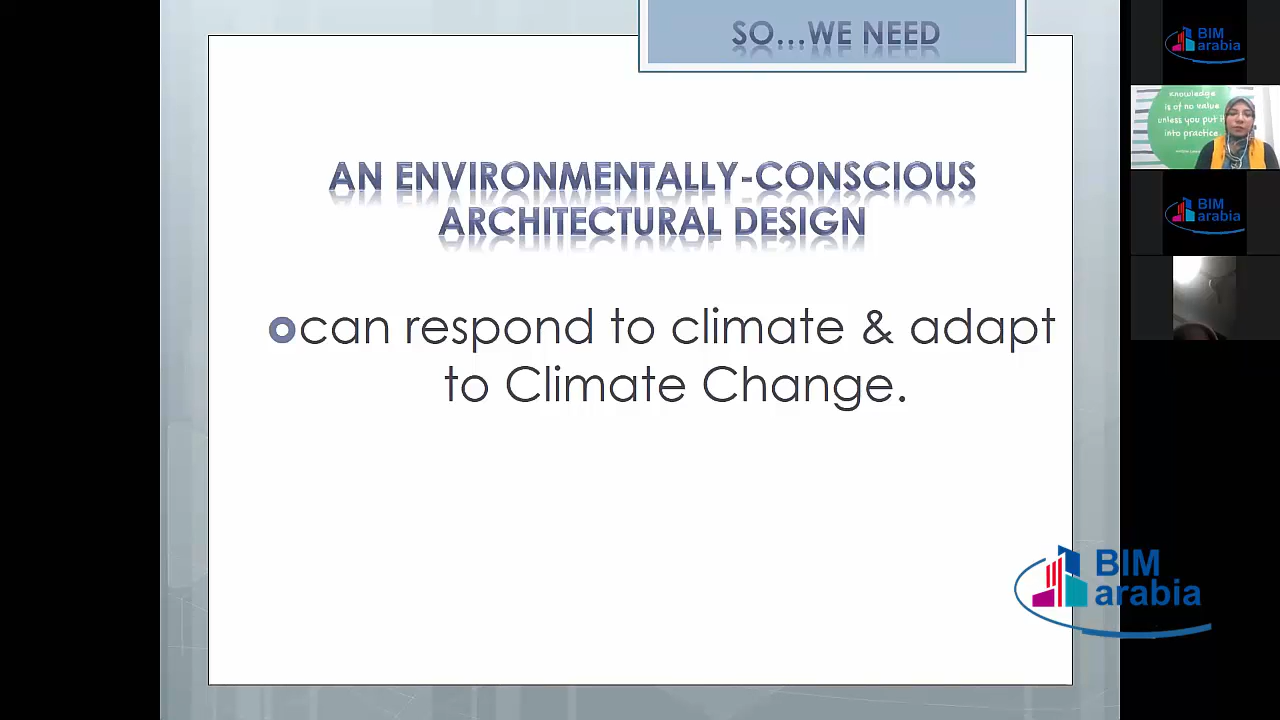 SO...WE NEED
AN ENVIRONMENTALLY-CONSCIOUS
ARCHITECTURAL DESIGN
can respond to climate & adapt
to Climate Change.
BIM
arabia
BIM
arabia
knowledge
is of no value
unless you put it
into practice
BIM
arabia